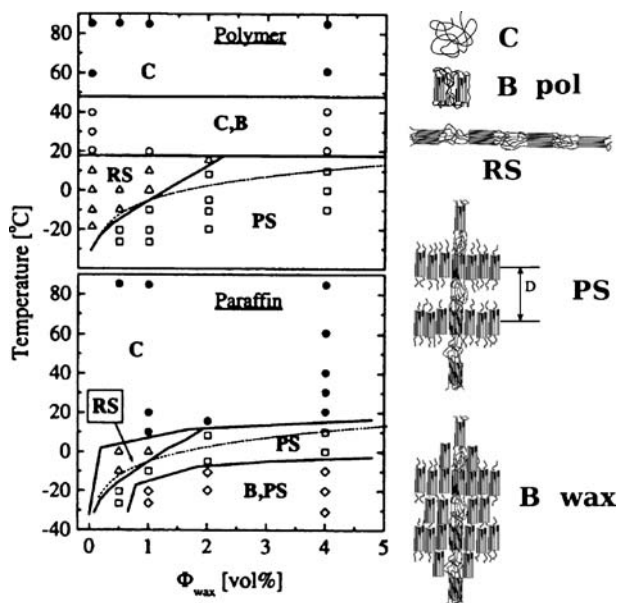 Polymer
C
C,B
RS
PS
80
60
40
20
0
-20
Temperature [°C]
Paraffin
C
RS
PS
B,PS
80
60
40
20
0
-20
-40
0 1 2 3 4 5
Φwax [vol%]
C
B pol
RS
D
PS
B wax